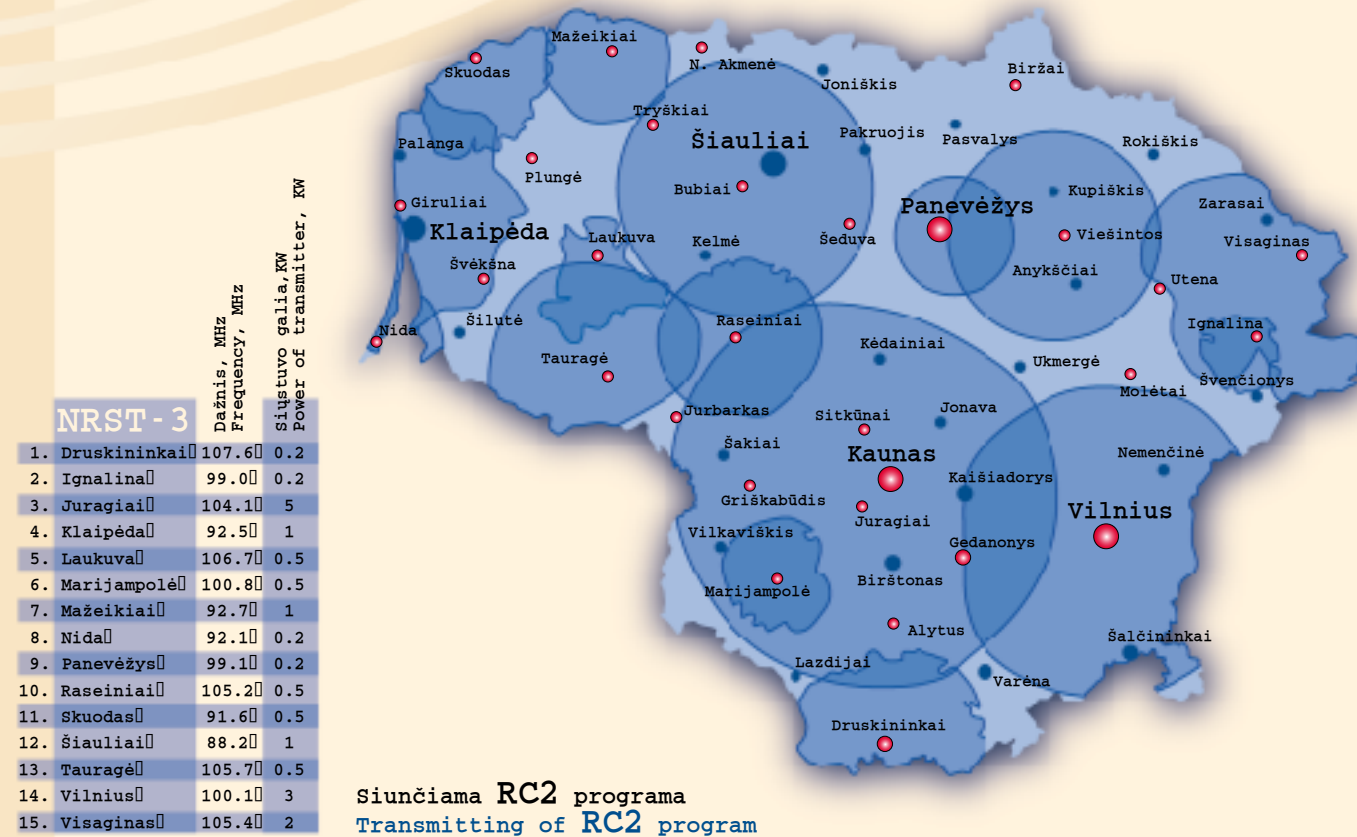 Siųstuvo galia, KW
Power of transmitter, KW
Dažnis, MHz
Frequency, MHz
NRST-3
1. Druskininkai 107.6 0.2
2. Ignalina 99.0 0.2
3. Juragiai 104.1 5
4. Klaipėda 92.5 1
5. Laukuva 106.7 0.5
6. Marijampolė 100.8 0.5
7. Mažeikiai 92.7 1
8. Nida 92.1 0.2
9. Panevėžys 99.1 0.2
10. Raseiniai 105.2 0.5
11. Skuodas 91.6 0.5
12. Šiauliai 88.2 1
13. Tauragė 105.7 0.5
14. Vilnius 100.1 3
15. Visaginas 105.4 2
Mažeikiai
Skuodas
N. Akmenė
Joniškis
Biržai
Tryškiai
Palanga
Šiauliai
Pakruojis
Pasvalys
Rokiškis
Plungė
Bubiai
Kupiškis
Giruliai
Panevėžys
Zarasai
Klaipėda
Laukuva
Kelmė
Šeduva
Viešintos
Visaginas
Švėkšna
Anykščiai
Utena
Nida
Šilutė
Raseiniai
Ignalina
Tauragė
Kėdainiai
Ukmergė
Molėtai
Švenčionys
Jurbarkas
Sitkūnai
Jonava
Šakiai
Kaunas
Nemenčinė
Kaišiadorys
Griškabūdis
Vilnius
Juragiai
Vilkaviškis
Gedanonys
Birštonas
Marijampolė
Alytus
Šalčininkai
Lazdijai
Varėna
Druskininkai
Siunčiama RC2 programa
Transmitting of RC2 program